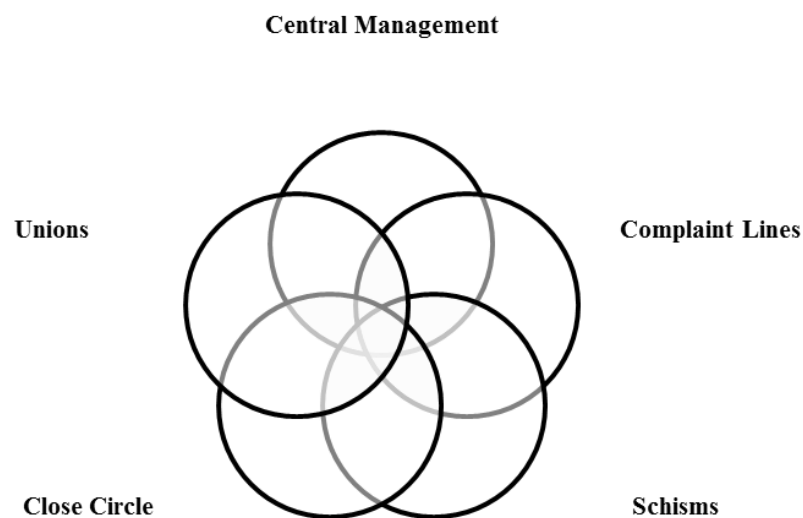 Central Management
Unions
Complaint Lines
Close Circle
Schisms